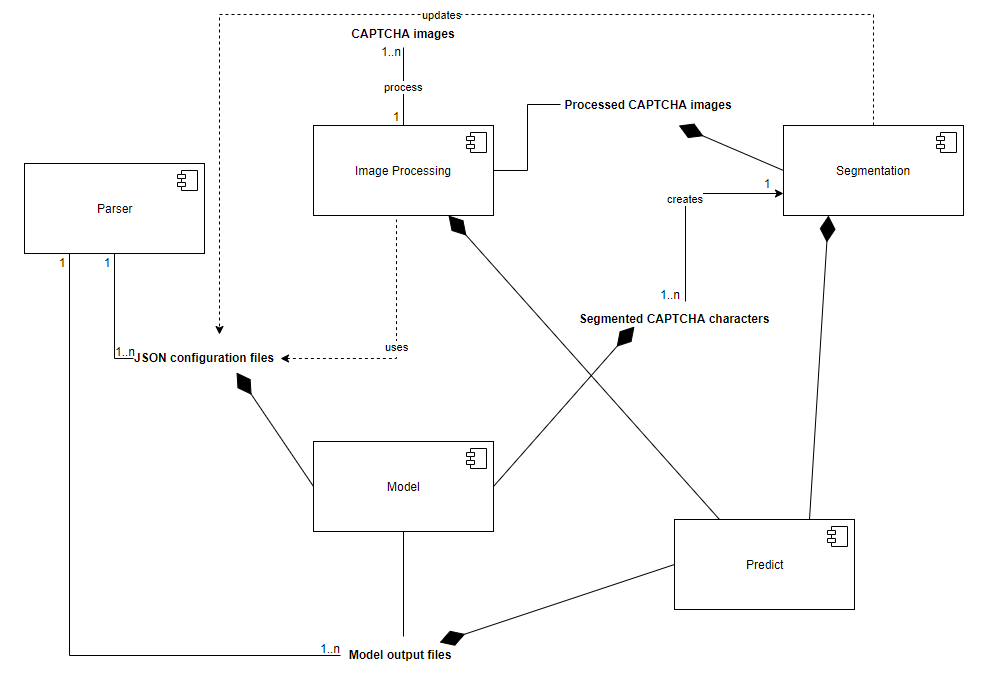 updates
CAPTCHA images
1..n
process
1
Processed CAPTCHA images
Image Processing
Segmentation
Parser
1
creates
1
1
1..n
Segmented CAPTCHA characters
uses
1..n
JSON configuration files
Model
Predict
1..n
Model output files